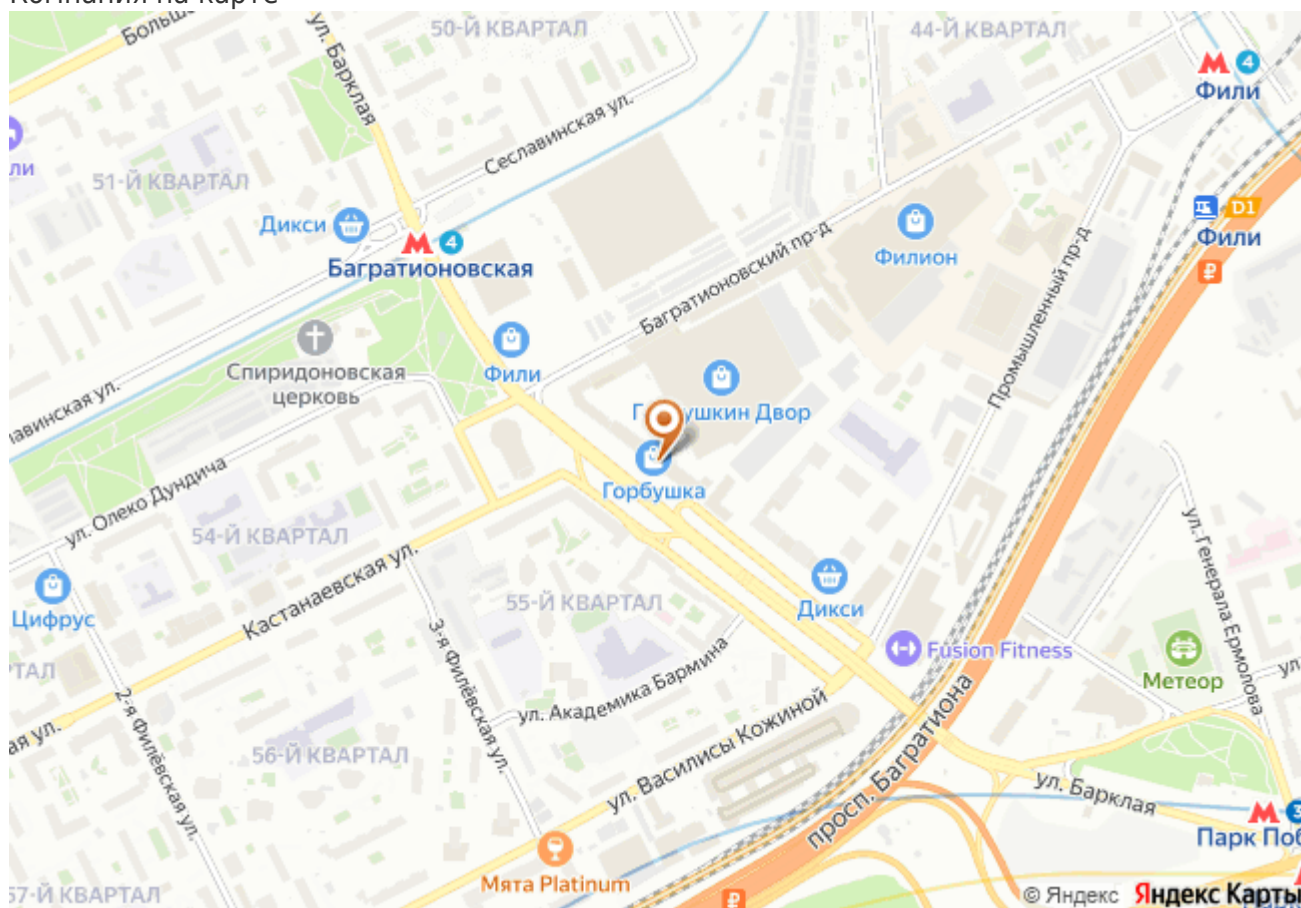 50-Й КВАРТАЛ
44-Й КВАРТАЛ
ул. Барклая
4
Фили
Сеславинская ул.
51-Й КВАРТАЛ
Дикси
4
Багратионовская
D1
Фили
Филион
Багратионовский пр-д
Промышленный пр-д
Спиридоновская
церковь
Фили
Горбушка
ул. Олеко Дундича
54-Й КВАРТАЛ
Кастанаевская ул.
Цифрус
55-Й КВАРТАЛ
Дикси
ул. Генерала Ермолова
Fusion Fitness
Метеор
3-я Филёвская ул.
ул. Академика Бармина
2-я Филёвская ул.
56-Й КВАРТАЛ
ул. Василисы Кожиной
просп. Багратиона
ул. Барклая
Мята Platinum
© Яндекс Яндекс Карты